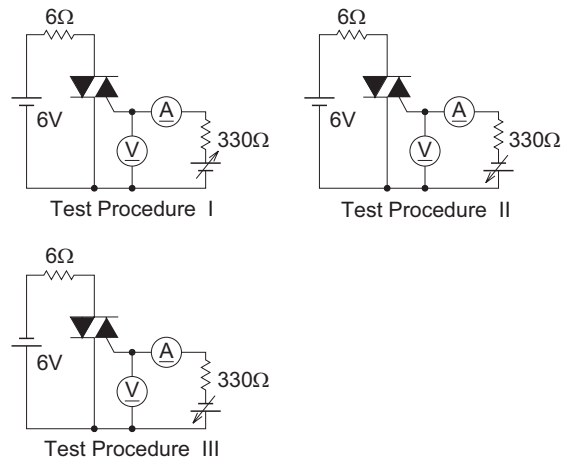 6Ω
6V
A
V
330Ω
Test Procedure I
6Ω
6V
A
V
330Ω
Test Procedure II
6Ω
6V
A
V
330Ω
Test Procedure III